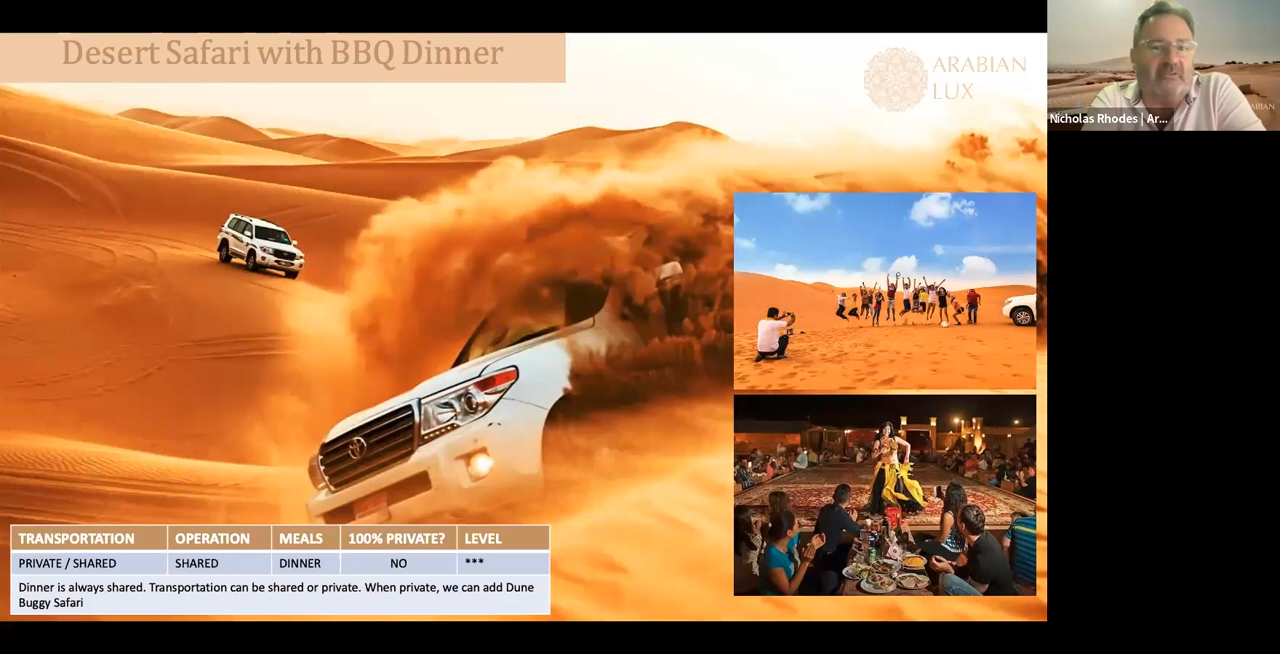 Desert Safari with BBQ Dinner
ARABIAN
LUX
ARABIAN
Nicholas Rhodes | Ar...
TRANSPORTATION OPERATION MEALS 100% PRIVATE? LEVEL
PRIVATE / SHARED SHARED DINNER NO ***
Dinner is always shared. Transportation can be shared or private. When private, we can add Dune
Buggy Safari